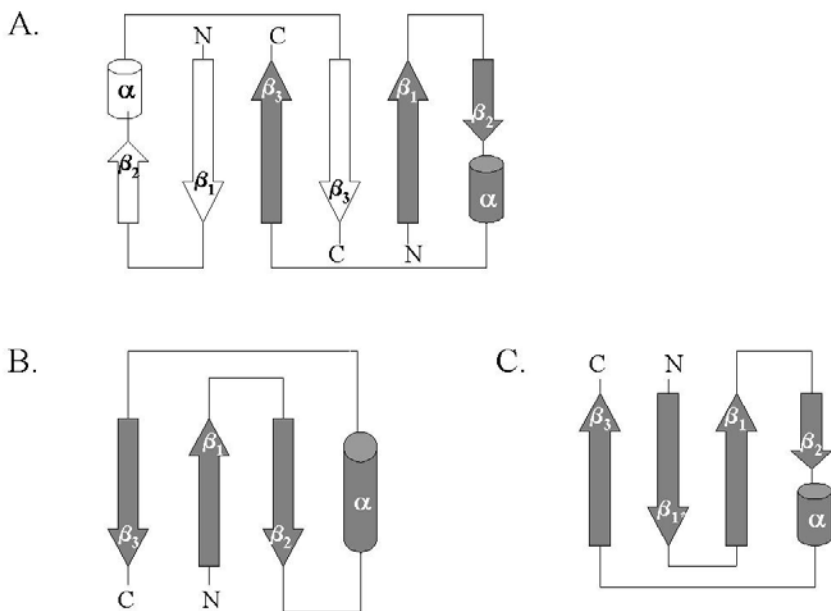 A.
N C
α β3 β1
β2 β1 β3 β2
α
C N
B. C.
C N
β1 β3 β1
β2
α β1* α
β3 β2
C N